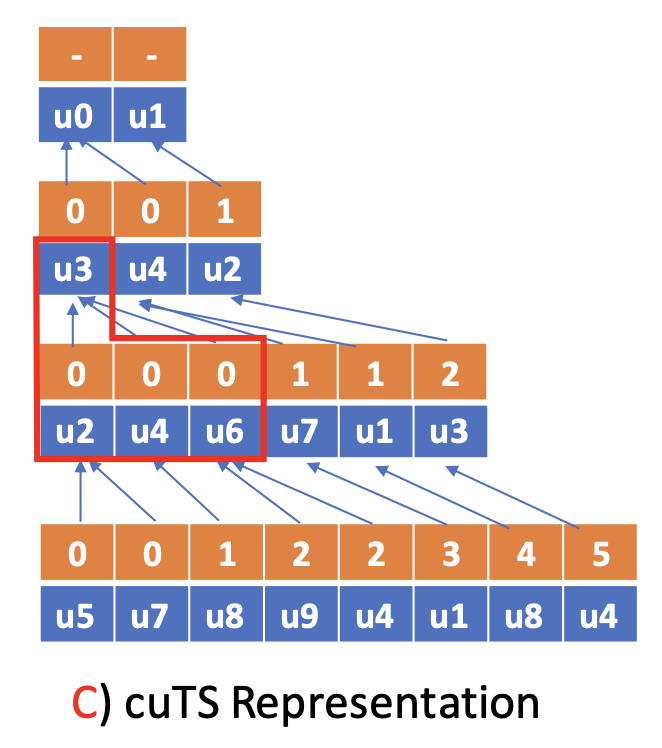 - -
u0 u1
0 0 1
u3 u4 u2
0 0 0 1 1 2
u2 u4 u6 u7 u1 u3
0 0 1 2 2 3 4 5
u5 u7 u8 u9 u4 u1 u8 u4
C) cuTS Representation